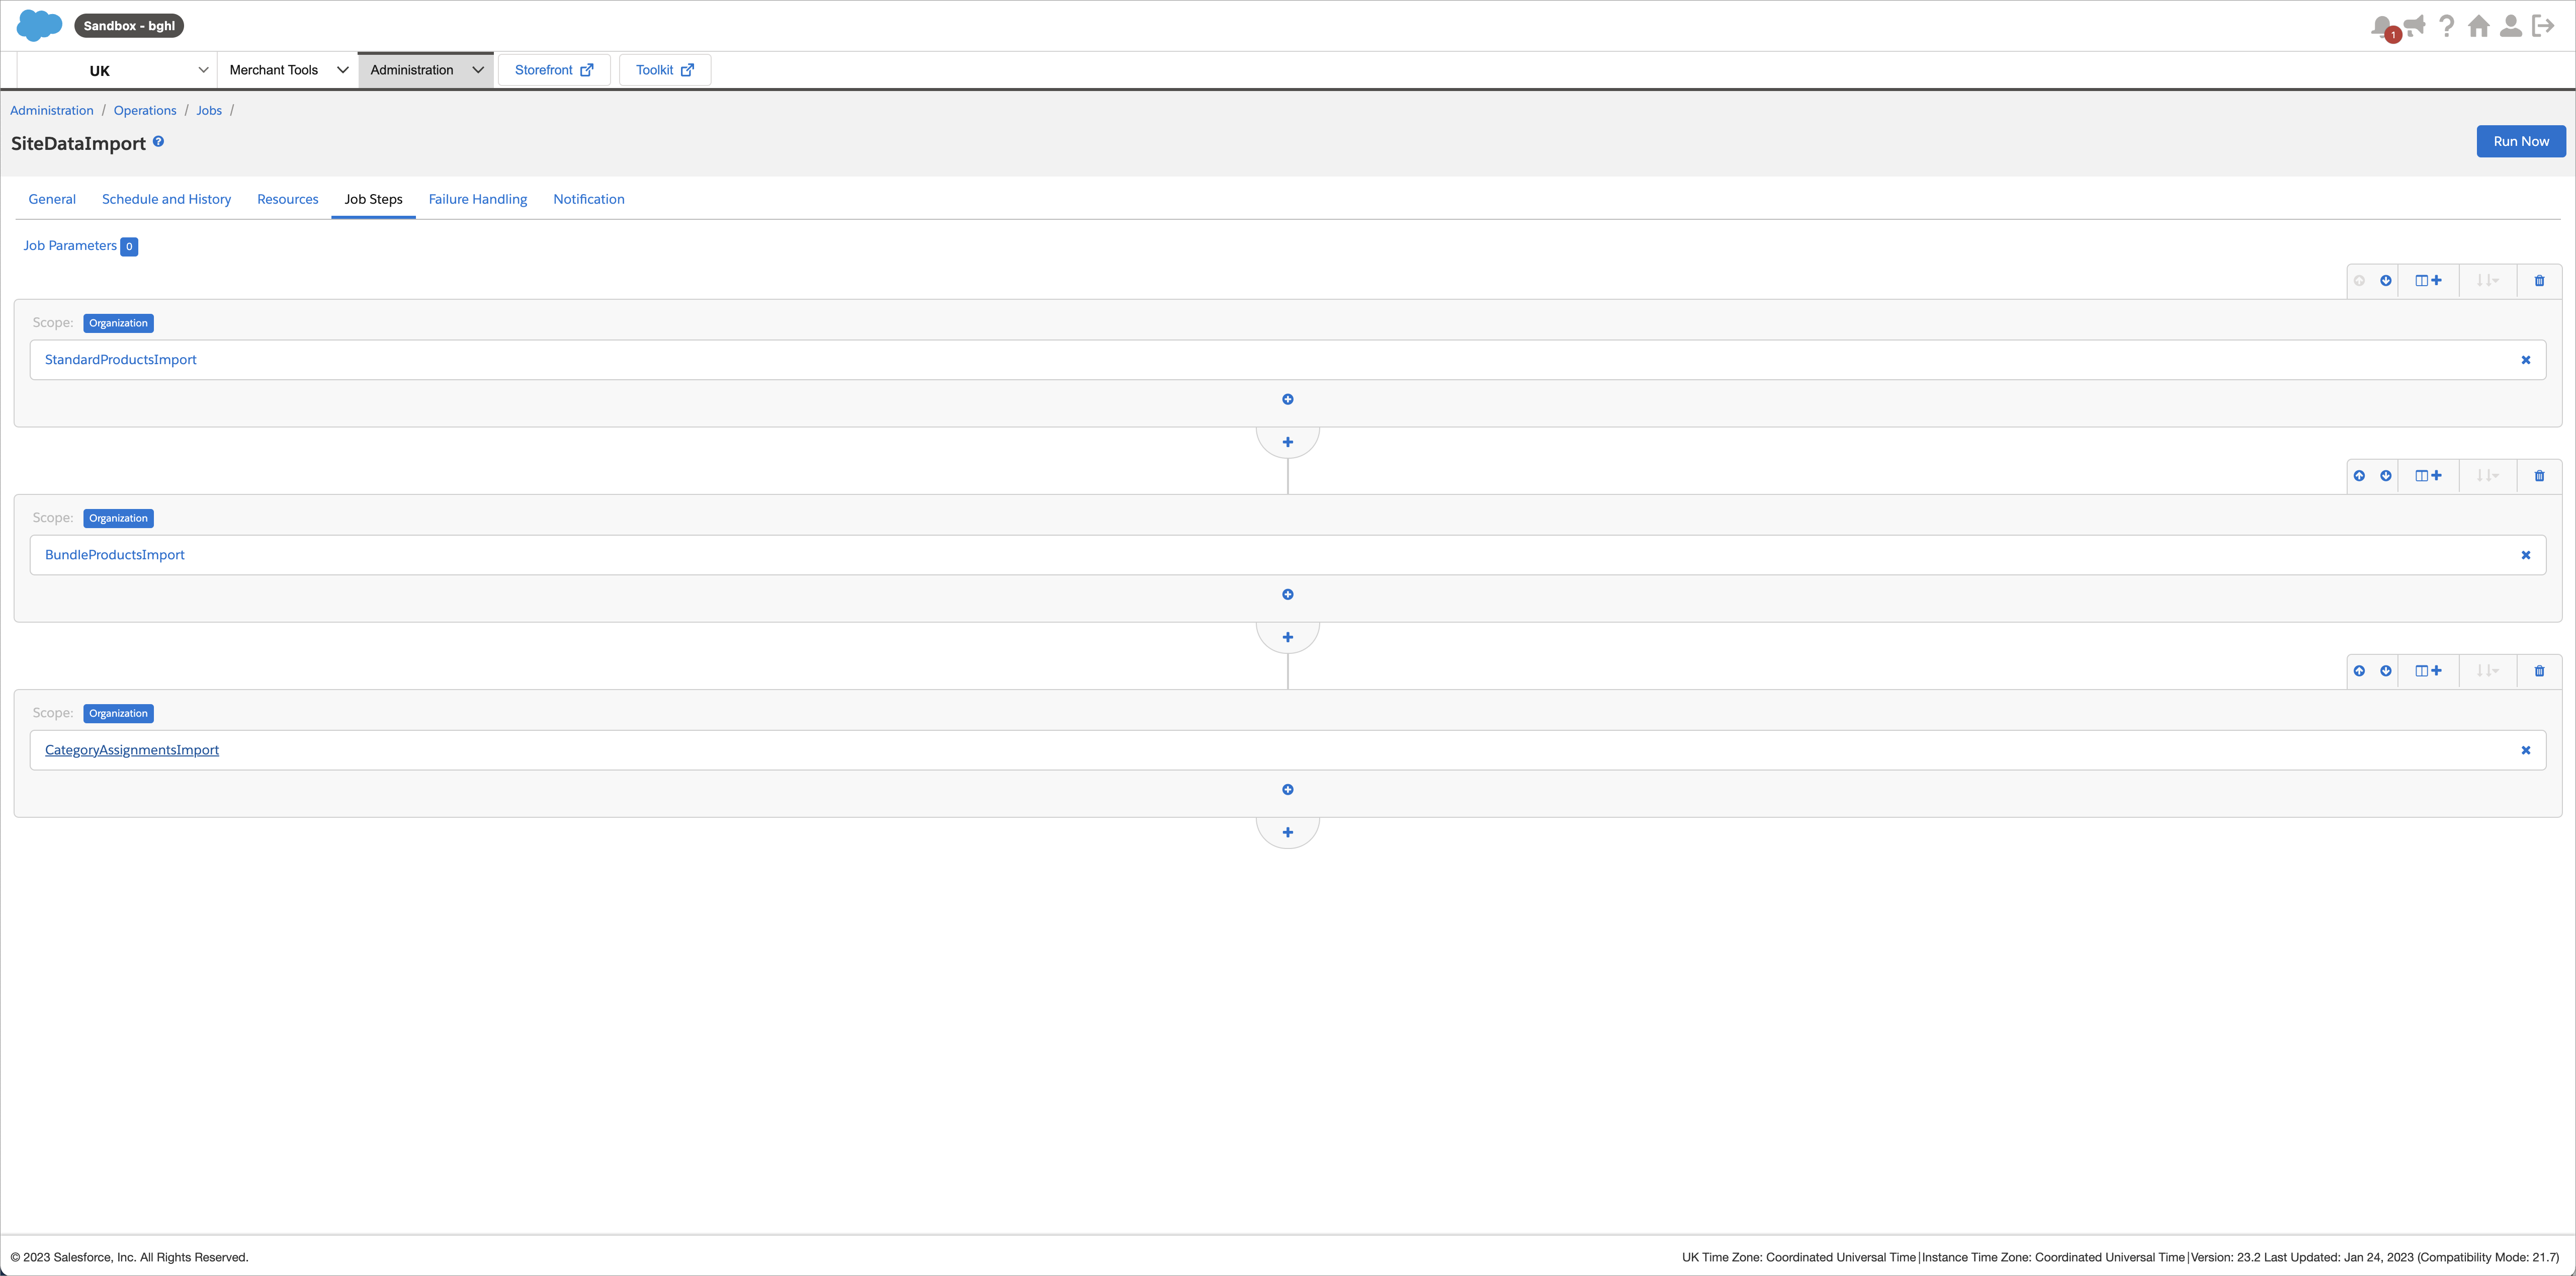 Sandbox - bghl
1
UK
Merchant Tools
Administration
Storefront
Toolkit
Administration / Operations / Jobs /
SiteDataImport
Run Now
General
Schedule and History
Resources
Job Steps
Failure Handling
Notification
Job Parameters 0
Scope: Organization
StandardProductsImport
Scope: Organization
BundleProductsImport
Scope: Organization
CategoryAssignmentsImport
© 2023 Salesforce, Inc. All Rights Reserved.
UK Time Zone: Coordinated Universal Time|Instance Time Zone: Coordinated Universal Time|Version: 23.2 Last Updated: Jan 24, 2023 (Compatibility Mode: 21.7)